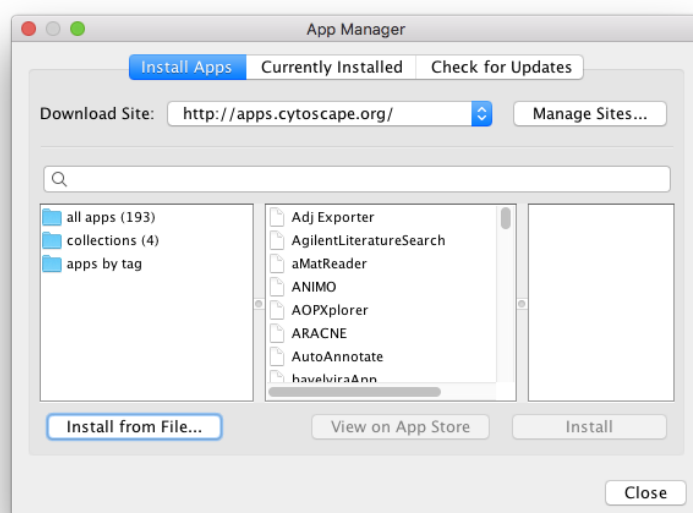 App Manager
Install Apps Currently Installed Check for Updates
Download Site: http://apps.cytoscape.org/ Manage Sites...
all apps (193)
collections (4)
apps by tag
Adj Exporter
AgilentLiteratureSearch
aMatReader
ANIMO
AOPXplorer
ARACNE
AutoAnnotate
bayelviraApp
Install from File... View on App Store Install
Close